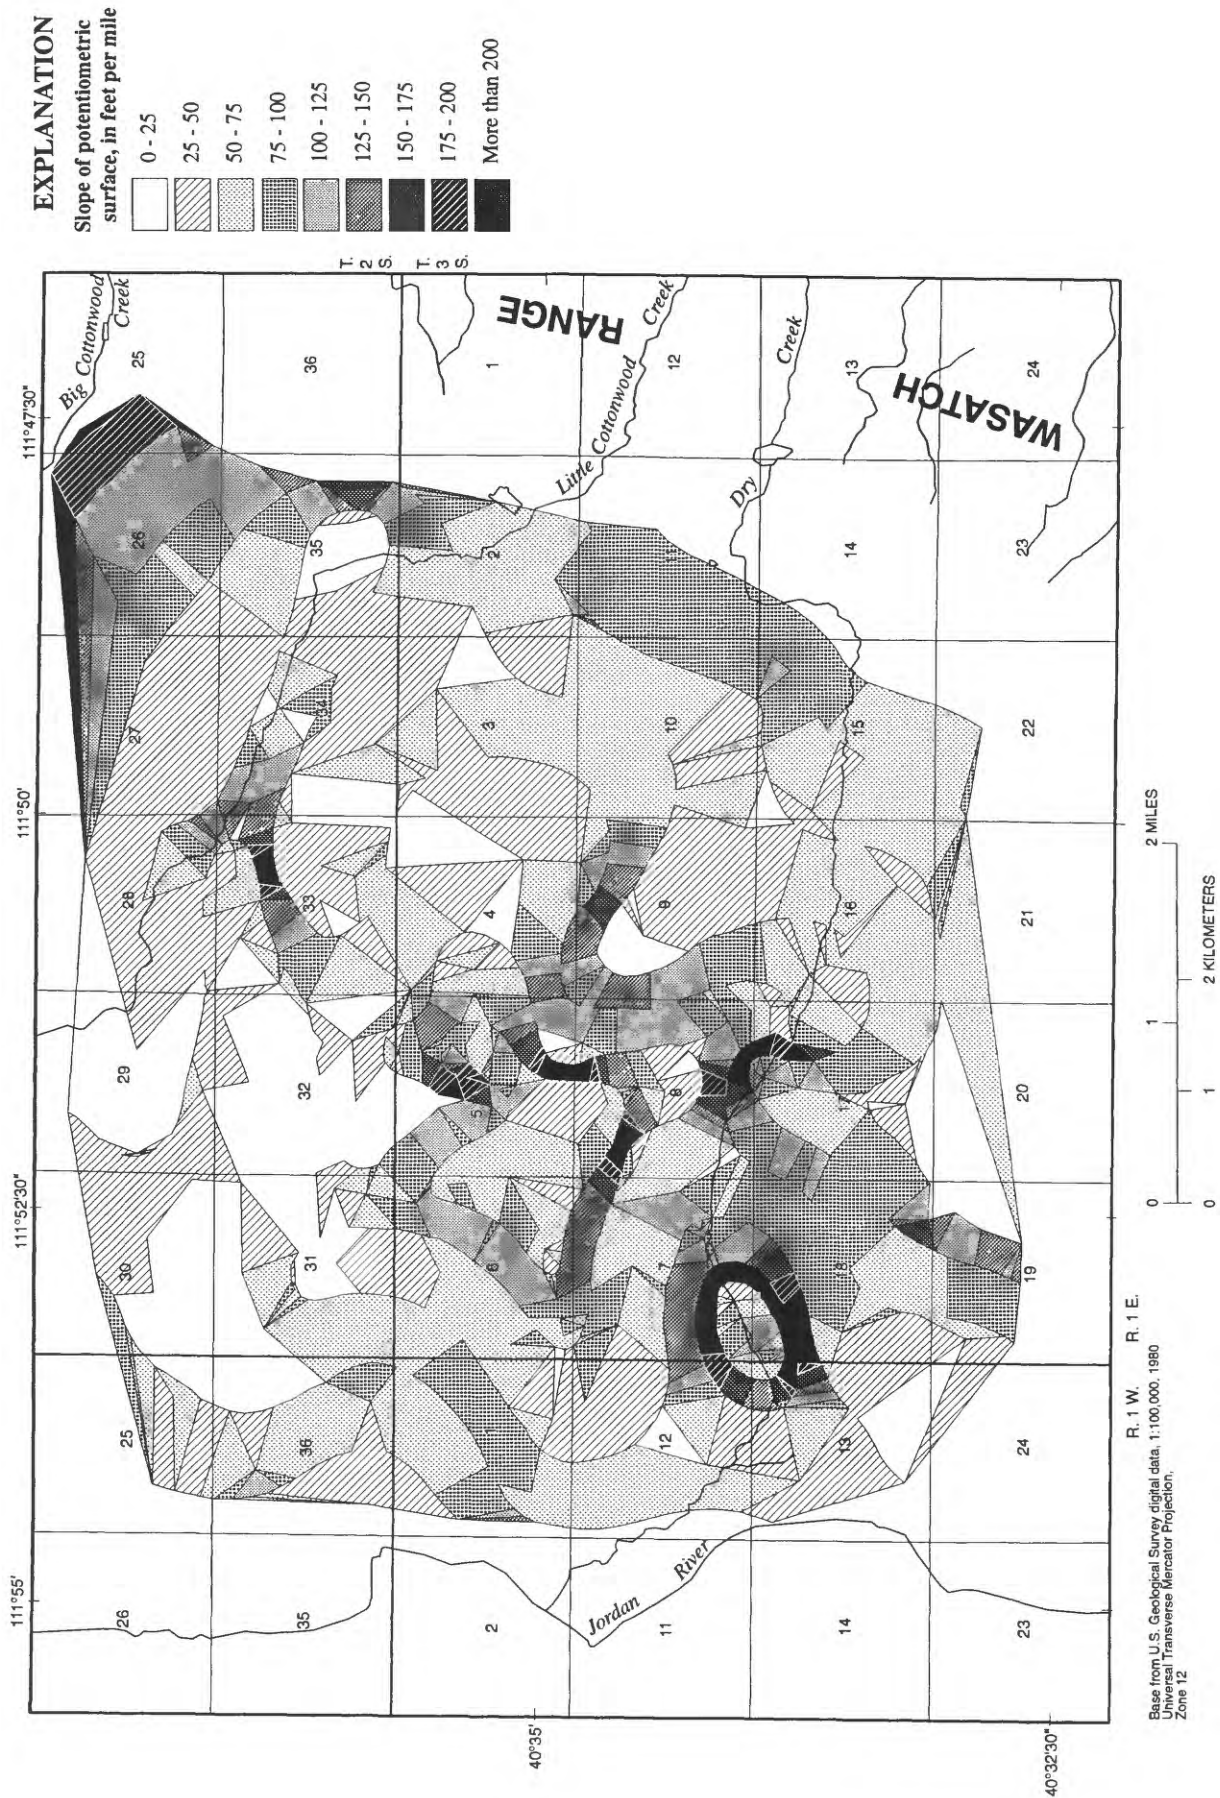 EXPLANATION
Slope of potentiometric
surface, in feet per mile
0 - 25
25 - 50
50 - 75
75 - 100
100 - 125
125 - 150
150 - 175
175 - 200
More than 200
111°55'
111°52'30"
111°50'
111°47'30"
T.
2
S.
T.
3
S.
Big Cottonwood
Creek
26
25
30
29
28
27
26
25
35
36
31
32
33
34
35
36
RANGE
2
1
6
5
4
3
2
1
40°35'
Little Cottonwood
Creek
Jordan
River
11
12
7
8
9
10
11
12
Dry
Creek
14
13
18
17
16
15
14
13
WASATCH
23
24
19
20
21
22
23
24
40°32'30"
R. 1 W.
R. 1 E.
0
1
2 MILES
0
1
2 KILOMETERS
Base from U.S. Geological Survey digital data, 1:100,000, 1980
Universal Transverse Mercator Projection,
Zone 12